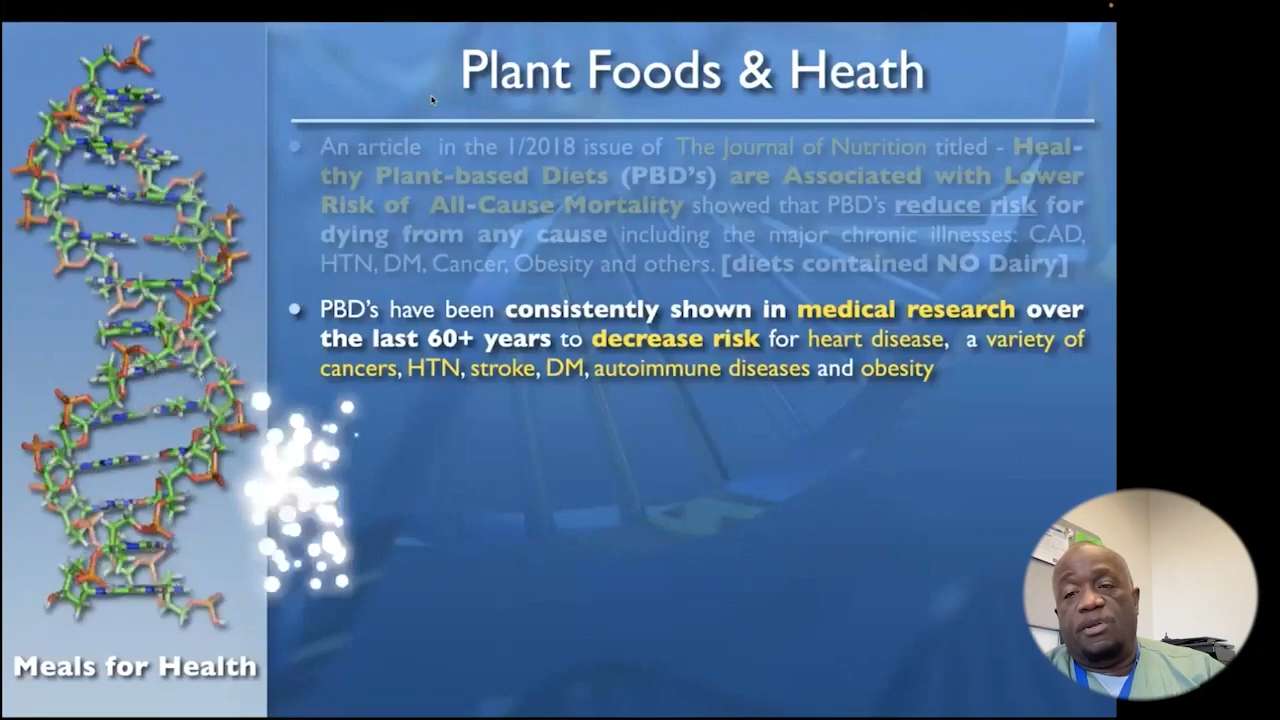 Plant Foods & Heath
An article in the 1/2018 issue of The Journal of Nutrition titled - Heal-
thy Plant-based Diets (PBD's) are Associated with Lower
Risk of All-Cause Mortality showed that PBD's reduce risk for
dying from any cause including the major chronic illnesses: CAD,
HTN, DM, Cancer, Obesity and others. [diets contained NO Dairy]
PBD's have been consistently shown in medical research over
the last 60+ years to decrease risk for heart disease, a variety of
cancers, HTN, stroke, DM, autoimmune diseases and obesity
Meals for Health